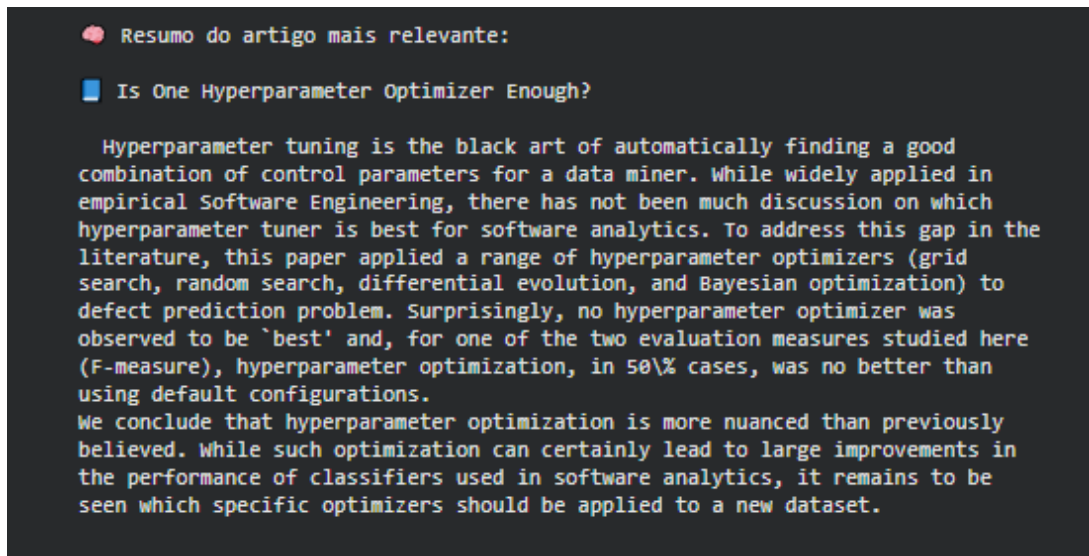 🧠 Resumo do artigo mais relevante:
📘 Is One Hyperparameter Optimizer Enough?
Hyperparameter tuning is the black art of automatically finding a good
combination of control parameters for a data miner. While widely applied in
empirical Software Engineering, there has not been much discussion on which
hyperparameter tuner is best for software analytics. To address this gap in the
literature, this paper applied a range of hyperparameter optimizers (grid
search, random search, differential evolution, and Bayesian optimization) to
defect prediction problem. Surprisingly, no hyperparameter optimizer was
observed to be `best' and, for one of the two evaluation measures studied here
(F-measure), hyperparameter optimization, in 50\% cases, was no better than
using default configurations.
We conclude that hyperparameter optimization is more nuanced than previously
believed. While such optimization can certainly lead to large improvements in
the performance of classifiers used in software analytics, it remains to be
seen which specific optimizers should be applied to a new dataset.